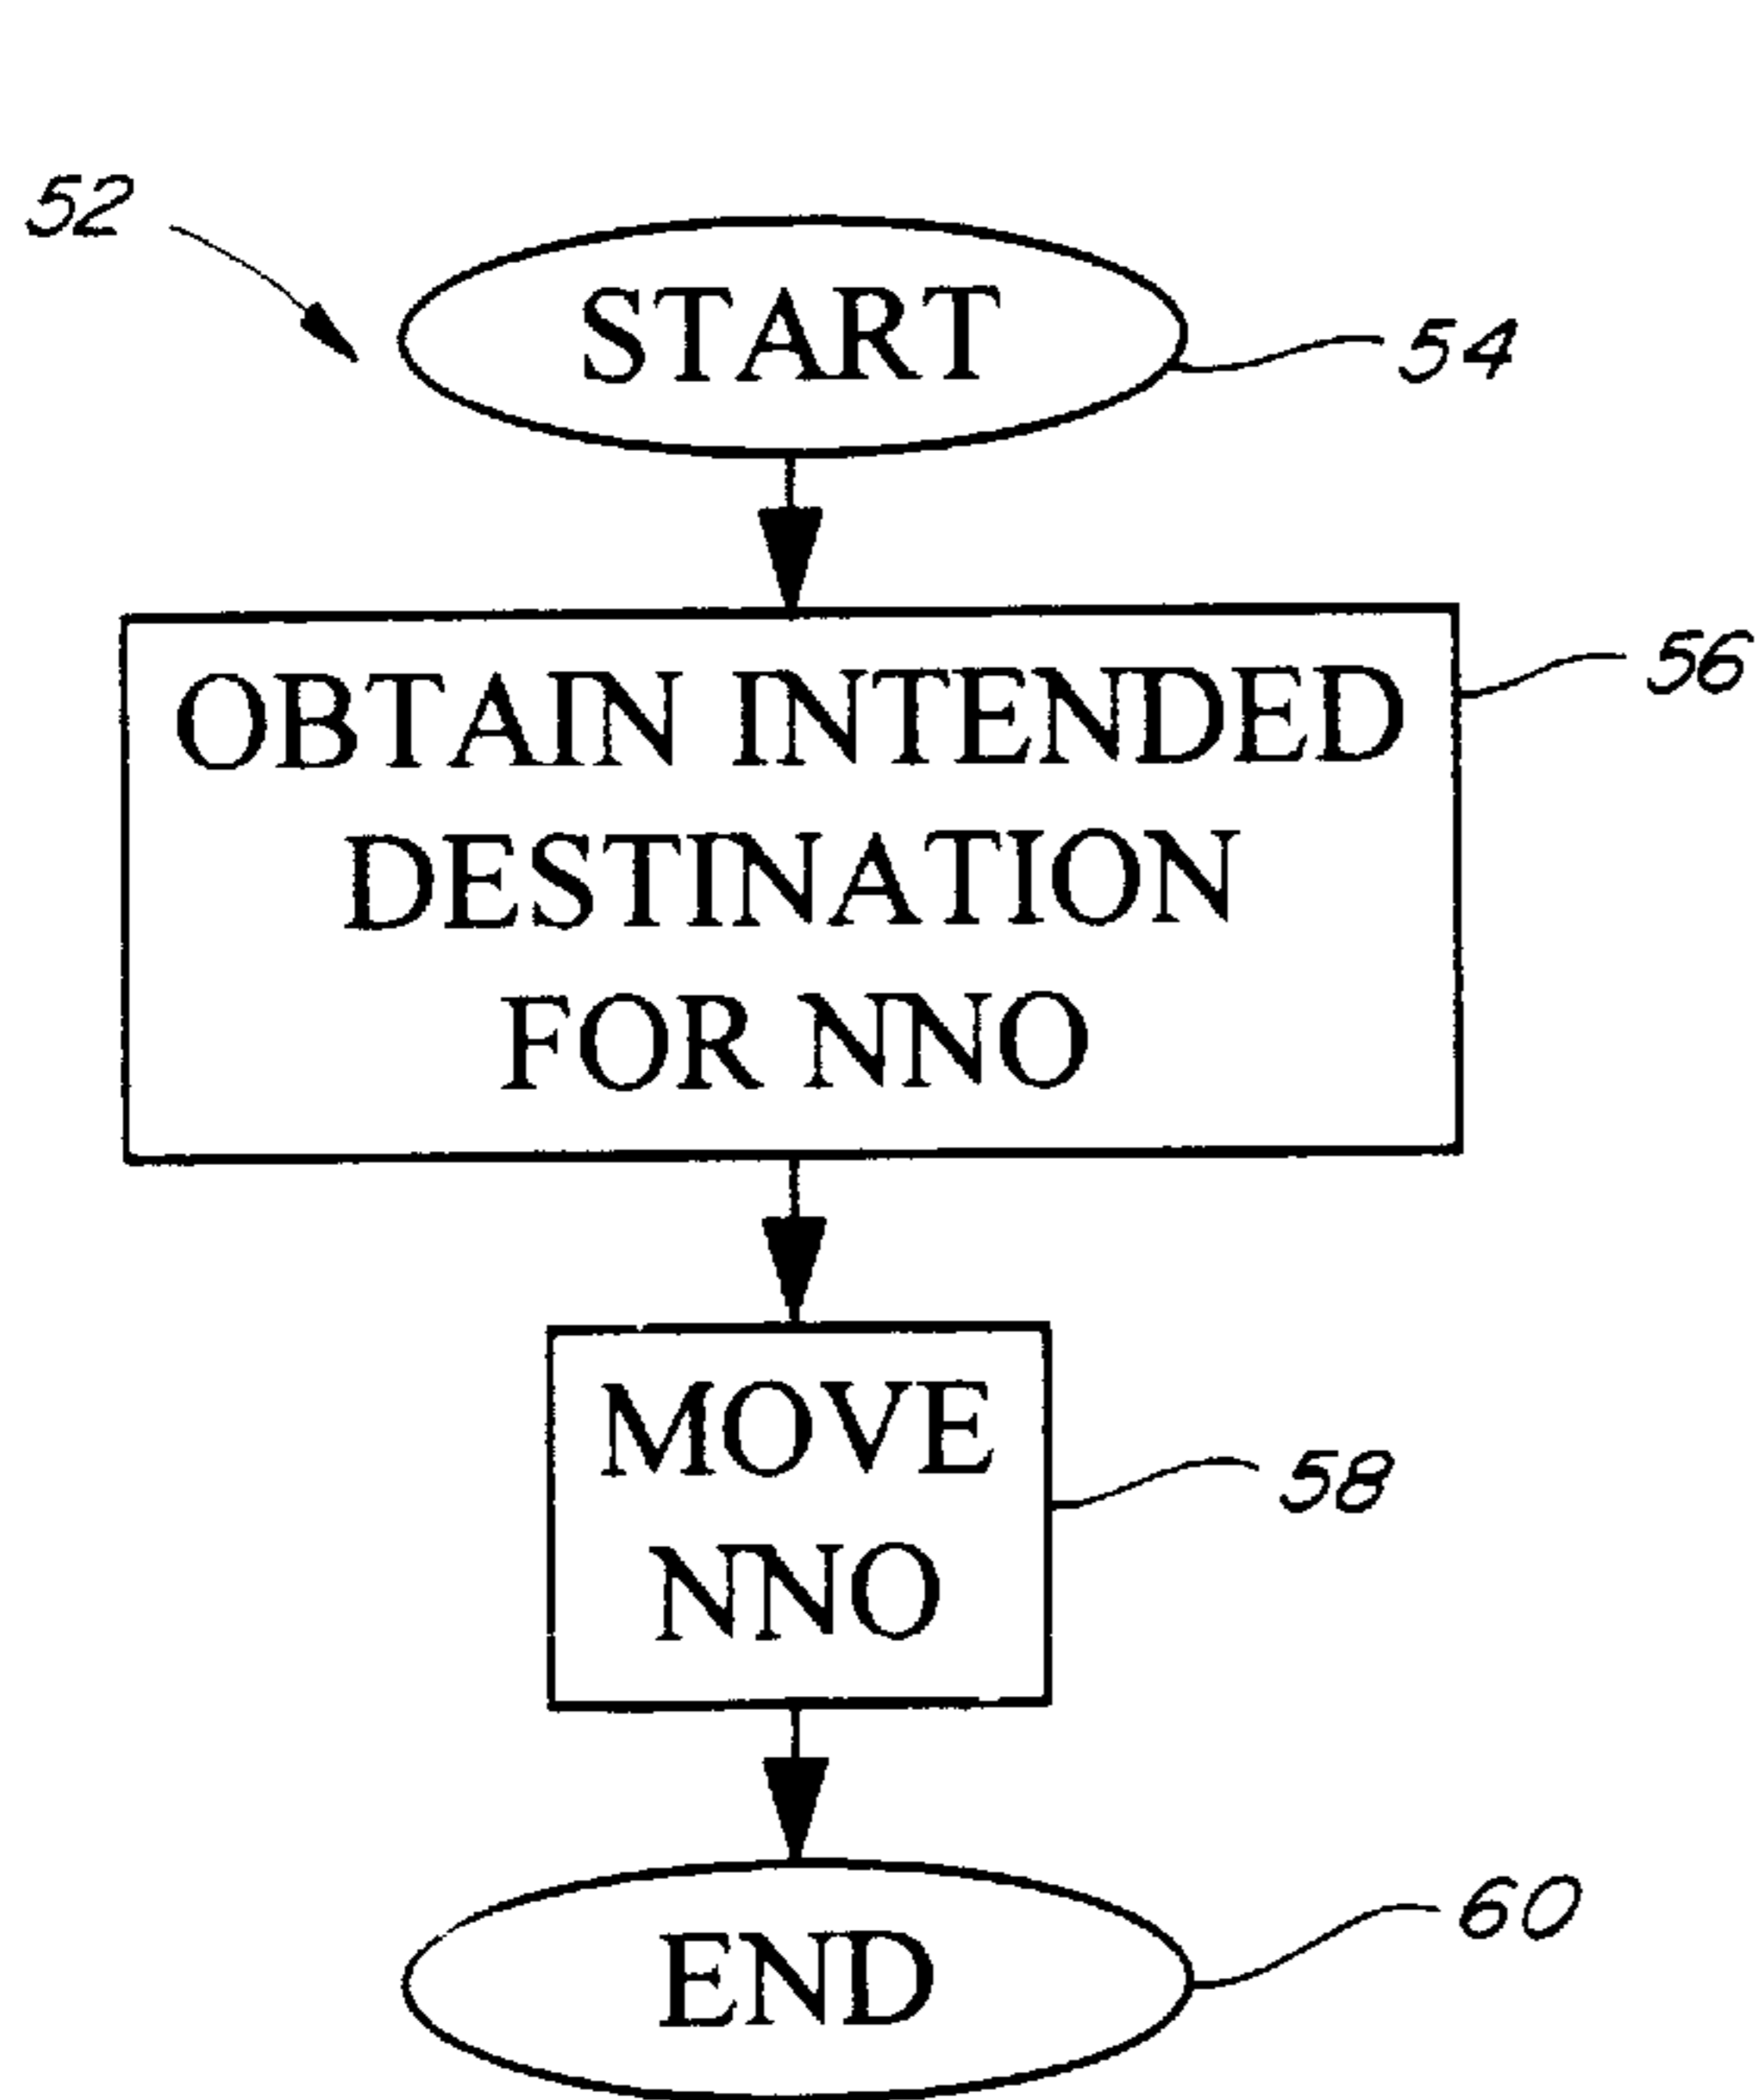 52
START
54
OBTAIN INTENDED
56
DESTINATION
FOR NNO
MOVE
58
NNO
60
END